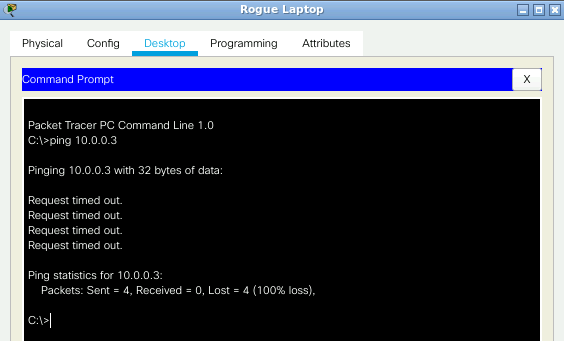 Rogue Laptop
Physical Config Desktop Programming Attributes
Command Prompt X
Packet Tracer PC Command Line 1.0
C:\>ping 10.0.0.3
Pinging 10.0.0.3 with 32 bytes of data:
Request timed out.
Request timed out.
Request timed out.
Request timed out.
Ping statistics for 10.0.0.3:
Packets: Sent = 4, Received = 0, Lost = 4 (100% loss),
C:\>